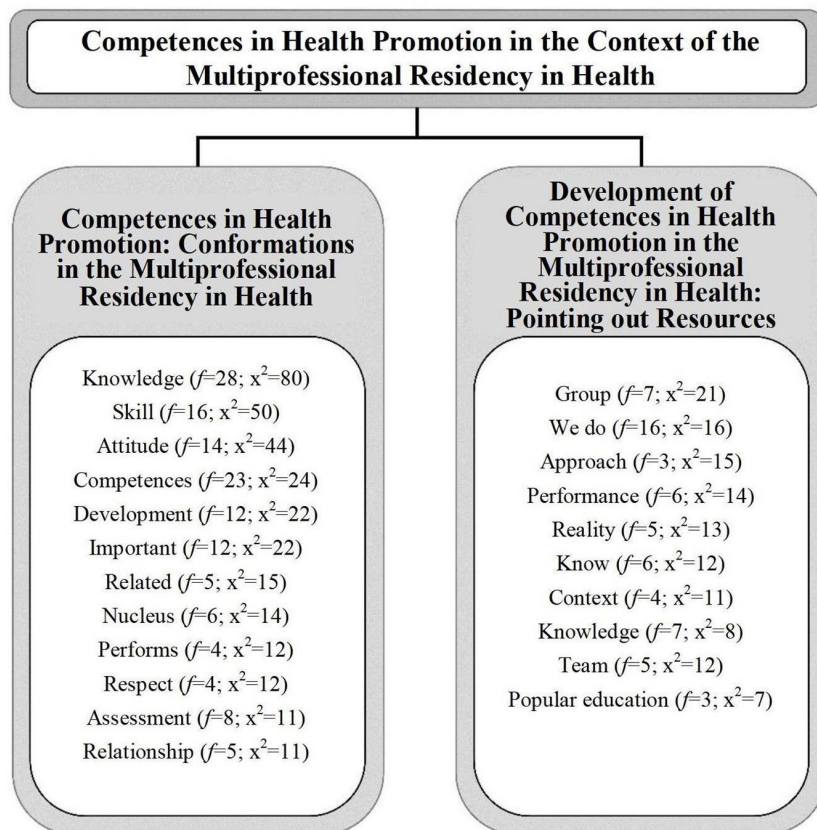 Competences in Health Promotion in the Context of the
Multiprofessional Residency in Health
Competences in Health
Promotion: Conformations
in the Multiprofessional
Residency in Health
Knowledge (f=28; x²=80)
Skill (f=16; x²=50)
Attitude (f=14; x²=44)
Competences (f=23; x²=24)
Development (f=12; x²=22)
Important (f=12; x²=22)
Related (f=5; x²=15)
Nucleus (f=6; x²=14)
Performs (f=4; x²=12)
Respect (f=4; x²=12)
Assessment (f=8; x²=11)
Relationship (f=5; x²=11)
Development of
Competences in Health
Promotion in the
Multiprofessional
Residency in Health:
Pointing out Resources
Group (f=7; x²=21)
We do (f=16; x²=16)
Approach (f=3; x²=15)
Performance (f=6; x²=14)
Reality (f=5; x²=13)
Know (f=6; x²=12)
Context (f=4; x²=11)
Knowledge (f=7; x²=8)
Team (f=5; x²=12)
Popular education (f=3; x²=7)